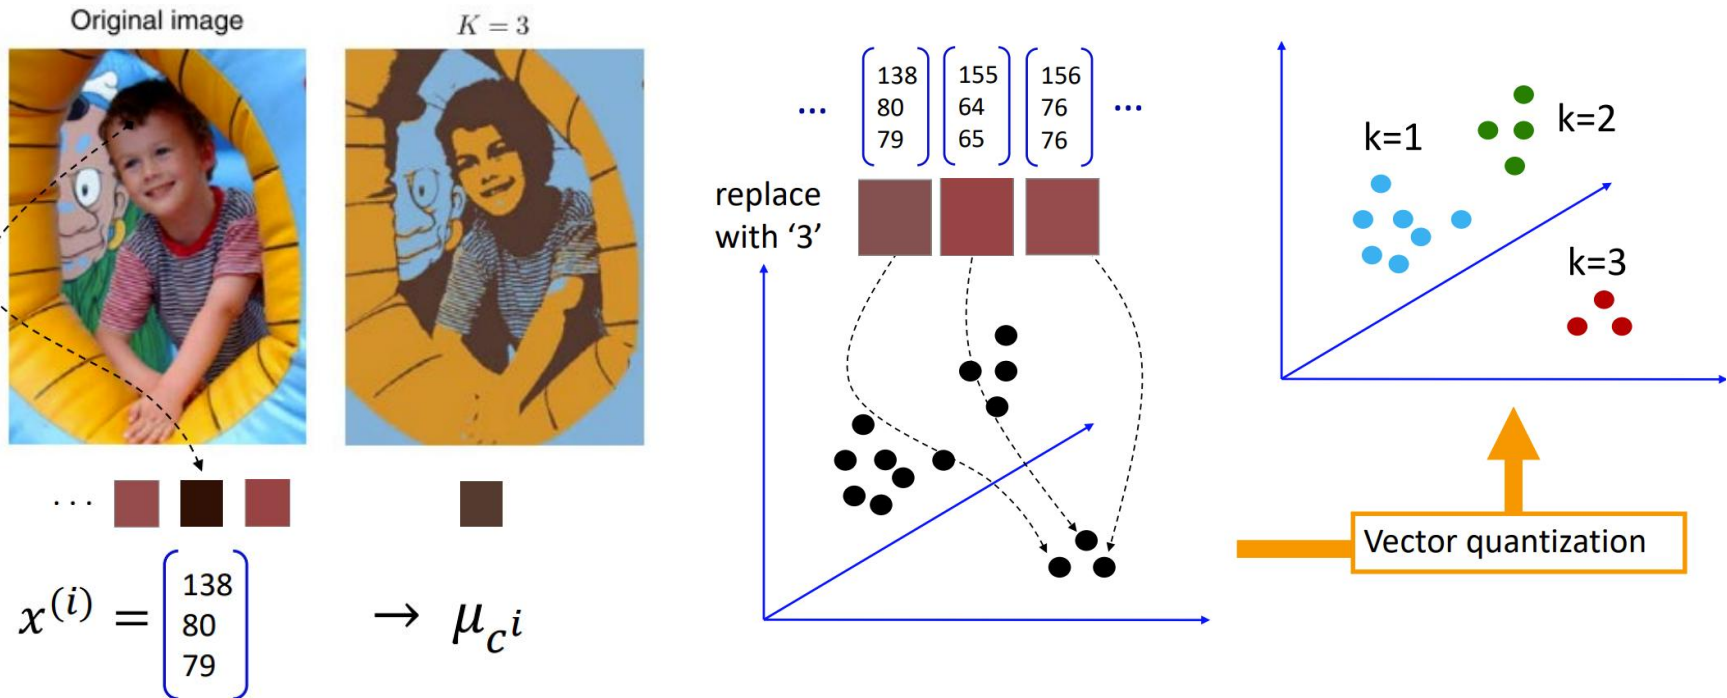 Original image
K = 3
. . .
x^(i) =
138
80
79
→ μ_{c^i}
...
138
80
79
155
64
65
156
76
76
...
replace
with ‘3’
k=1
k=2
k=3
Vector quantization